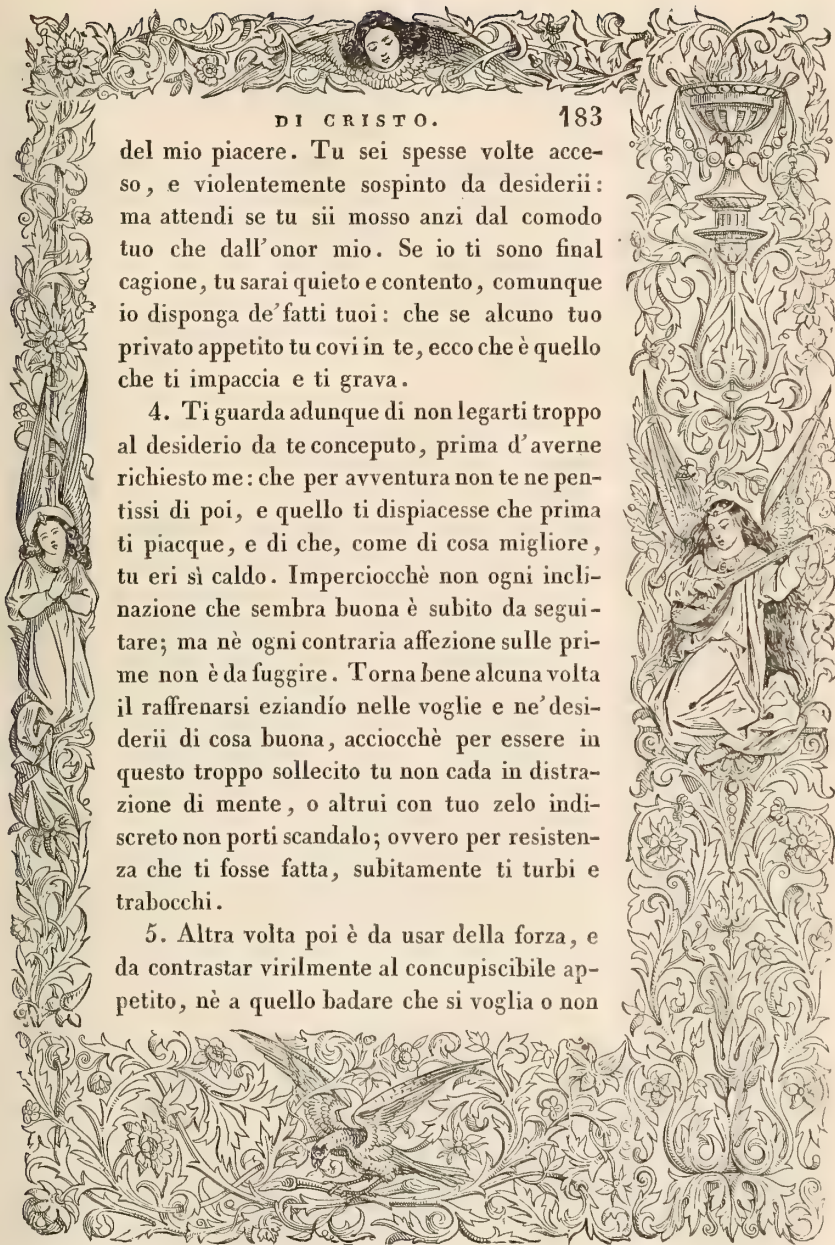 DI CRISTO. 183
del mio piacere. Tu sei spesse volte acce-
so, e violentemente sospinto da desiderii:
ma attendi se tu sii mosso anzi dal comodo
tuo che dall'onor mio. Se io ti sono final
cagione, tu sarai quieto e contento, comunque
io disponga de' fatti tuoi: che se alcuno tuo
privato appetito tu covi in te, ecco che è quello
che ti impaccia e ti grava.
4. Ti guarda adunque di non legarti troppo
al desiderio da te conceputo, prima d'averne
richiesto me: che per avventura non te ne pen-
tissi di poi, e quello ti dispiacesse che prima
ti piacque, e di che, come di cosa migliore,
tu eri sì caldo. Imperciocchè non ogni incli-
nazione che sembra buona è subito da segui-
tare; ma nè ogni contraria affezione sulle pri-
me non è da fuggire. Torna bene alcuna volta
il raffrenarsi eziandío nelle voglie e ne' desi-
derii di cosa buona, acciocchè per essere in
questo troppo sollecito tu non cada in distra-
zione di mente, o altrui con tuo zelo indi-
screto non porti scandalo; ovvero per resisten-
za che ti fosse fatta, subitamente ti turbi e
trabocchi.
5. Altra volta poi è da usar della forza, e
da contrastar virilmente al concupiscibile ap-
petito, nè a quello badare che si voglia o non